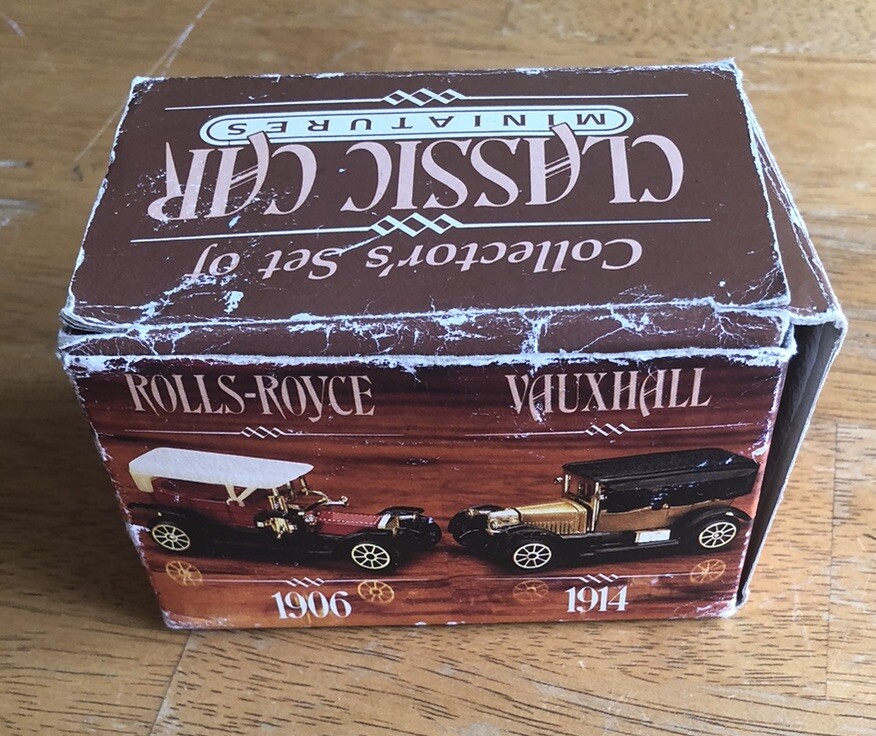 Collector's Set of
CLASSIC CAR
MINIATURES
ROLLS-ROYCE
VAUXHALL
1906
1914